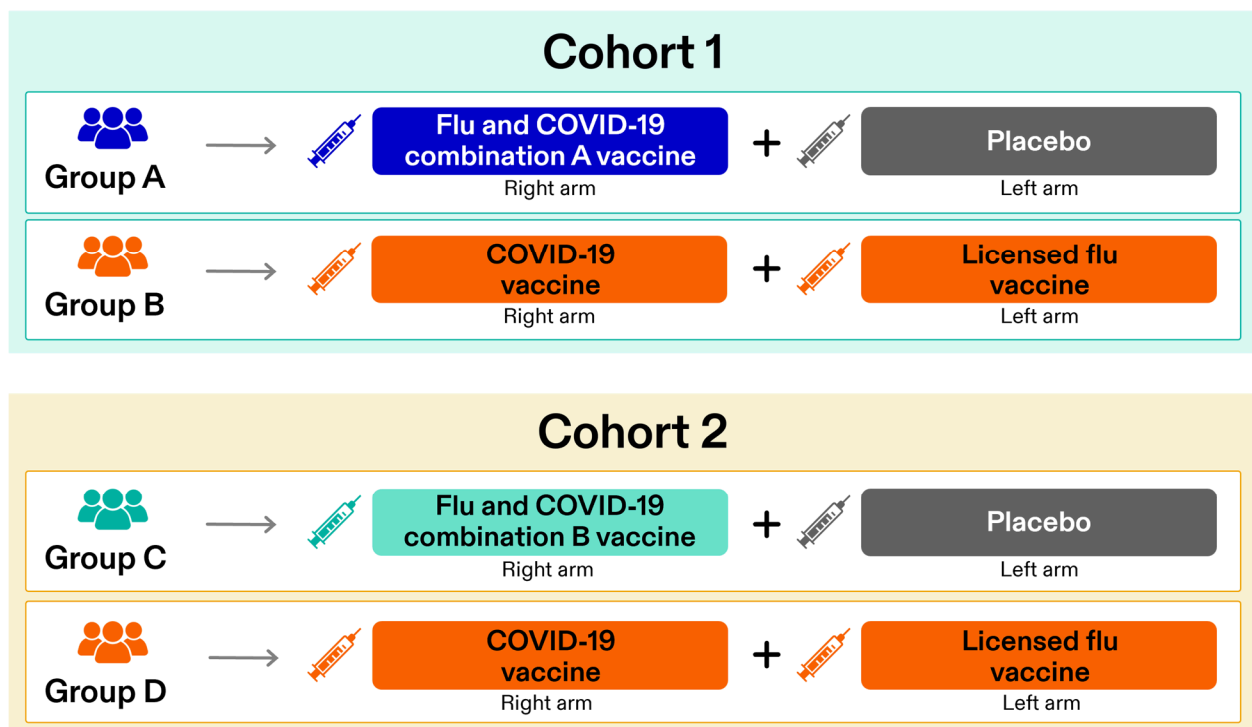 Cohort 1
Group A
Flu and COVID-19
combination A vaccine
Right arm
+
Placebo
Left arm
Group B
COVID-19
vaccine
Right arm
+
Licensed flu
vaccine
Left arm
Cohort 2
Group C
Flu and COVID-19
combination B vaccine
Right arm
+
Placebo
Left arm
Group D
COVID-19
vaccine
Right arm
+
Licensed flu
vaccine
Left arm